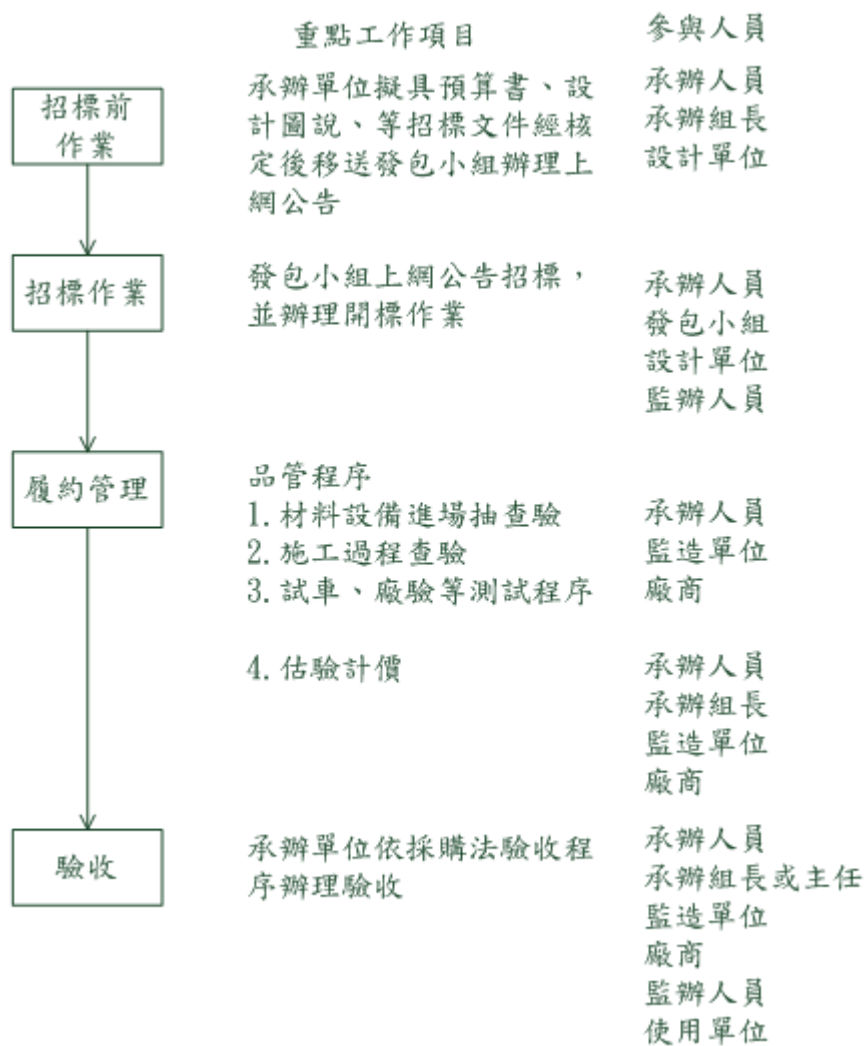 重點工作項目
參與人員
招標前
作業
承辦單位擬具預算書、設
計圖說、等招標文件經核
定後移送發包小組辦理上
網公告
承辦人員
承辦組長
設計單位
招標作業
發包小組上網公告招標，
並辦理開標作業
承辦人員
發包小組
設計單位
監辦人員
履約管理
品管程序
1.材料設備進場抽查驗
2.施工過程查驗
3.試車、廠驗等測試程序
承辦人員
監造單位
廠商
4.估驗計價
承辦人員
承辦組長
監造單位
廠商
驗收
承辦單位依採購法驗收程
序辦理驗收
承辦人員
承辦組長或主任
監造單位
廠商
監辦人員
使用單位